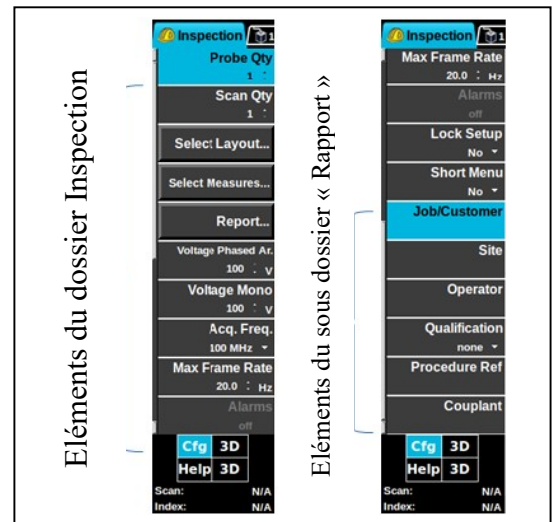 Eléments du dossier Inspection
Inspection 1
Probe Qty
1
Scan Qty
1
Select Layout...
Select Measures...
Report...
Voltage Phased Ar.
100 V
Voltage Mono
100 V
Acq. Freq.
100 MHz
Max Frame Rate
20.0 Hz
Alarms
off
Cfg 3D
Help 3D
Scan: N/A
Index: N/A
Eléments du sous dossier « Rapport »
Inspection 1
Max Frame Rate
20.0 Hz
Alarms
off
Lock Setup
No
Short Menu
No
Job/Customer
Site
Operator
Qualification
none
Procedure Ref
Couplant
Cfg 3D
Help 3D
Scan: N/A
Index: N/A